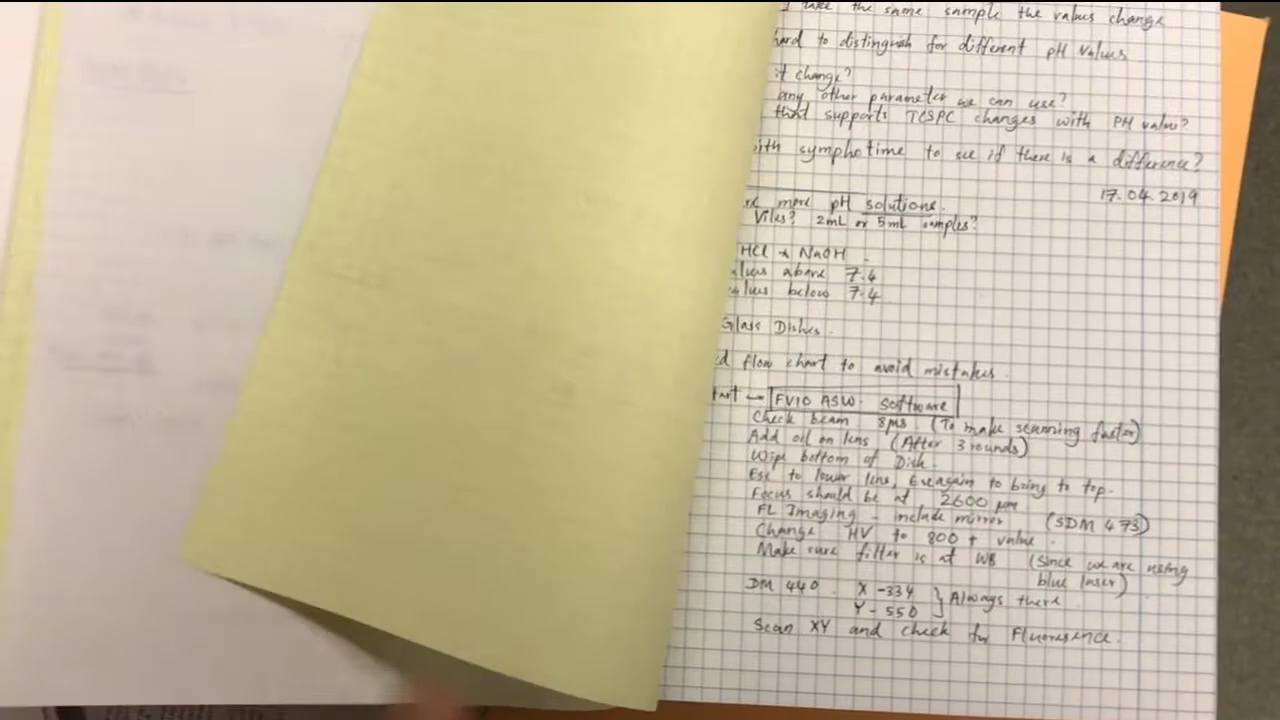 take the same sample the values change
hard to distinguish for different pH values
it change?
any other parameter we can use?
that supports TCSPC changes with PH value?
with symphotime to see if there is a difference?
17.04.2019
more pH solutions.
Viles? 2mL or 5mL samples?
HCl & NaOH.
values above 7.4
values below 7.4
Glass Dishes.
flow chart to avoid mistakes.
FV10 ASW. software
Check beam 8µs. (To make scanning faster)
Add oil on lens (After 3 rounds)
Wipe bottom of Dish.
Esc to lower lens, Esc again to bring to top.
Focus should be at 2600 µm
FL Imaging - include mirror (SDM 473)
Change HV to 800 + value.
Make sure filter is at WB (since we are using
blue laser)
DM 440. X -334
Y - 550 } Always there
Scan XY and check for Fluoresence.